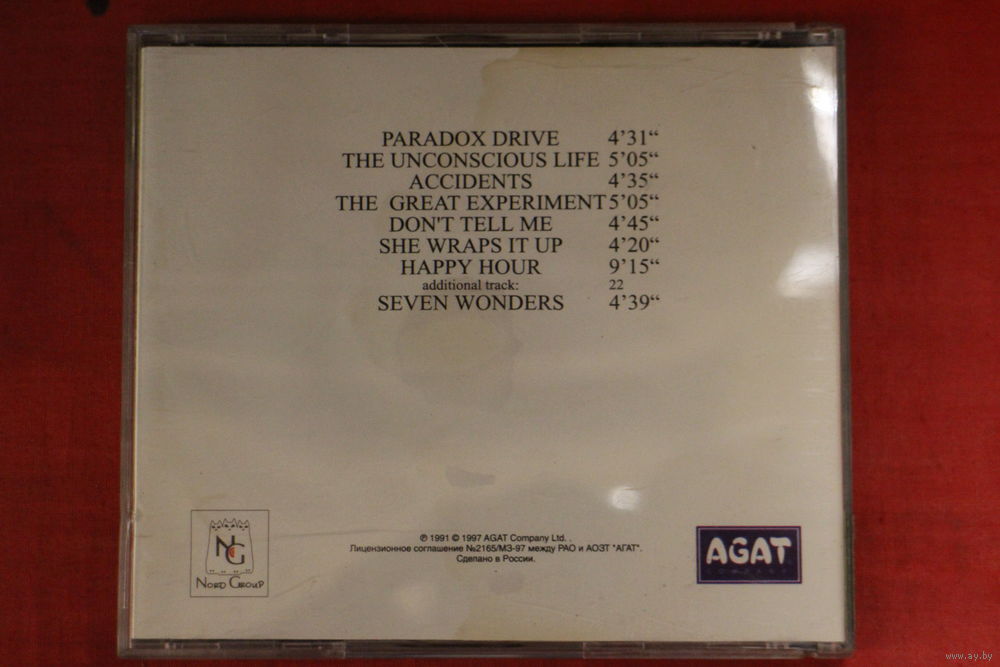 PARADOX DRIVE 4'31“
THE UNCONSCIOUS LIFE 5'05“
ACCIDENTS 4'35“
THE GREAT EXPERIMENT 5'05“
DON'T TELL ME 4'45“
SHE WRAPS IT UP 4'20“
HAPPY HOUR 9'15“
additional track: 22
SEVEN WONDERS 4'39“
NG
NORD GROUP
℗ 1991 © 1997 AGAT Company Ltd. .
Лицензионное соглашение №2165/МЗ-97 между РАО и АОЗТ "АГАТ".
Сделано в России.
AGAT
COMPANY
www.ay.by